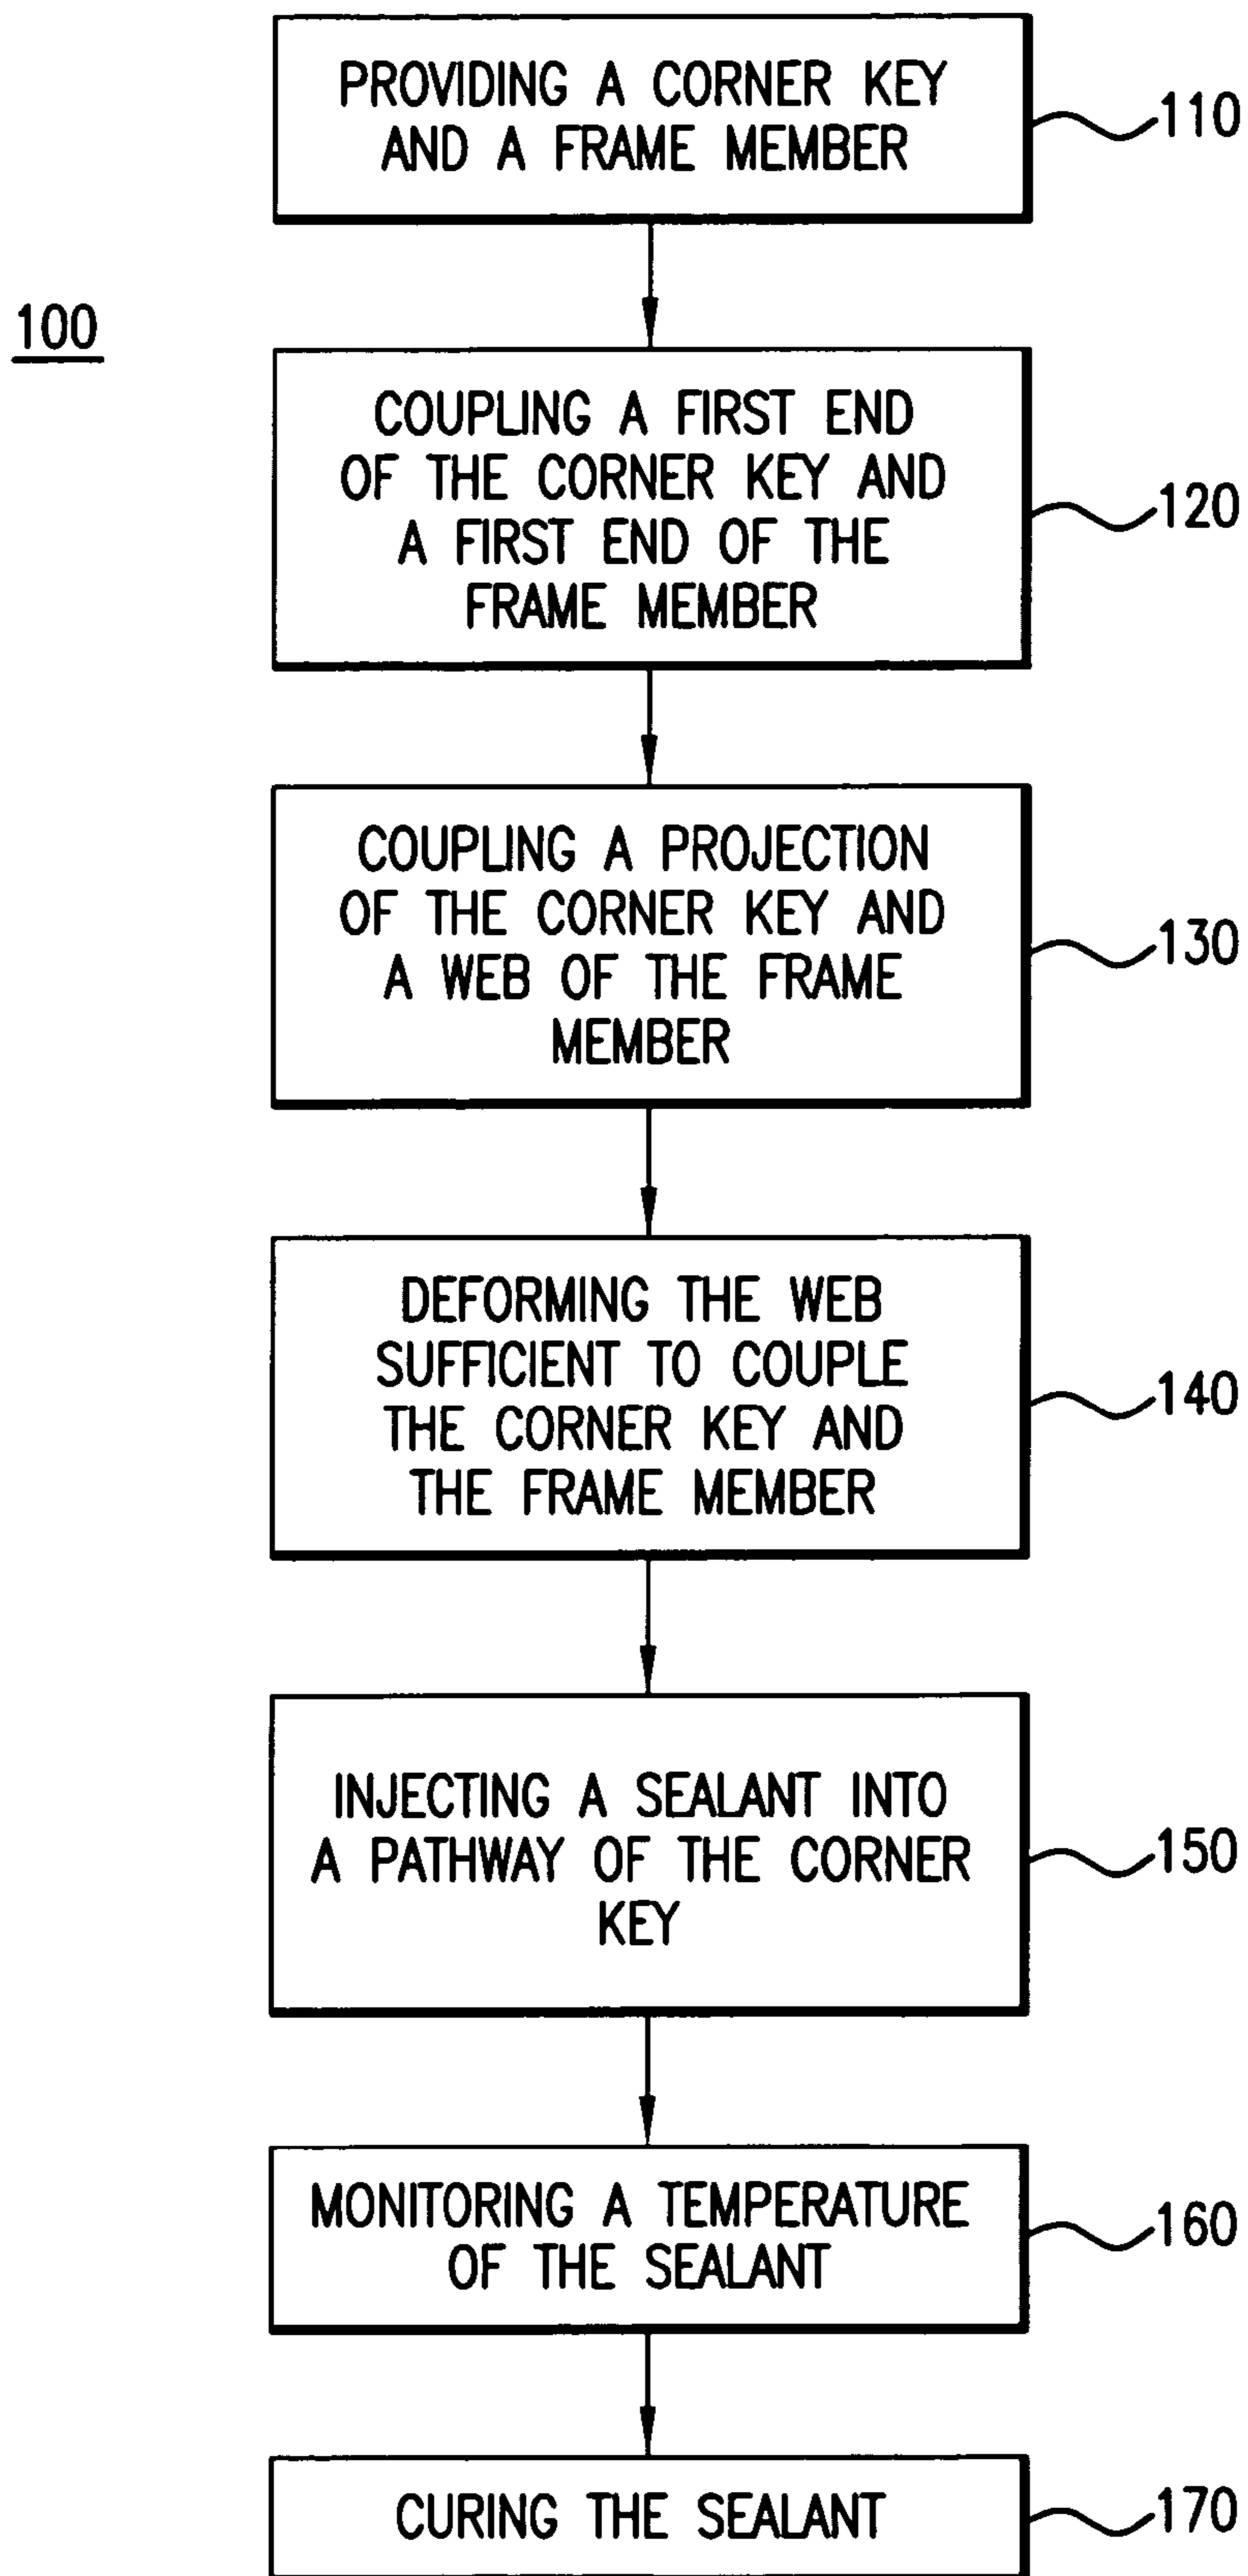 PROVIDING A CORNER KEY
AND A FRAME MEMBER
110
100
COUPLING A FIRST END
OF THE CORNER KEY AND
A FIRST END OF THE
FRAME MEMBER
120
COUPLING A PROJECTION
OF THE CORNER KEY AND
A WEB OF THE FRAME
MEMBER
130
DEFORMING THE WEB
SUFFICIENT TO COUPLE
THE CORNER KEY AND
THE FRAME MEMBER
140
INJECTING A SEALANT INTO
A PATHWAY OF THE CORNER
KEY
150
MONITORING A TEMPERATURE
OF THE SEALANT
160
CURING THE SEALANT
170